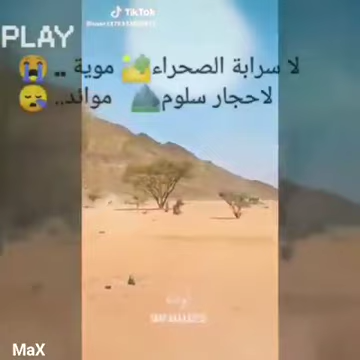 TikTok
PLAY
لا سرابة الصحراء🏜️ موية .. 😭
لاحجار سلوم⛰️ موائد.. 😪
MaX